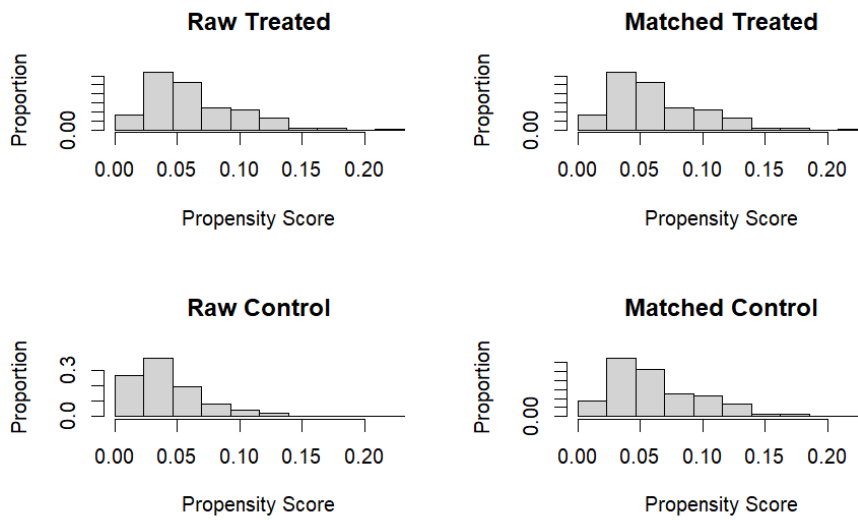 Raw Treated
Proportion
0.00
0.00 0.05 0.10 0.15 0.20
Propensity Score
Matched Treated
Proportion
0.00
0.00 0.05 0.10 0.15 0.20
Propensity Score
Raw Control
Proportion
0.3
0.0
0.00 0.05 0.10 0.15 0.20
Propensity Score
Matched Control
Proportion
0.00
0.00 0.05 0.10 0.15 0.20
Propensity Score